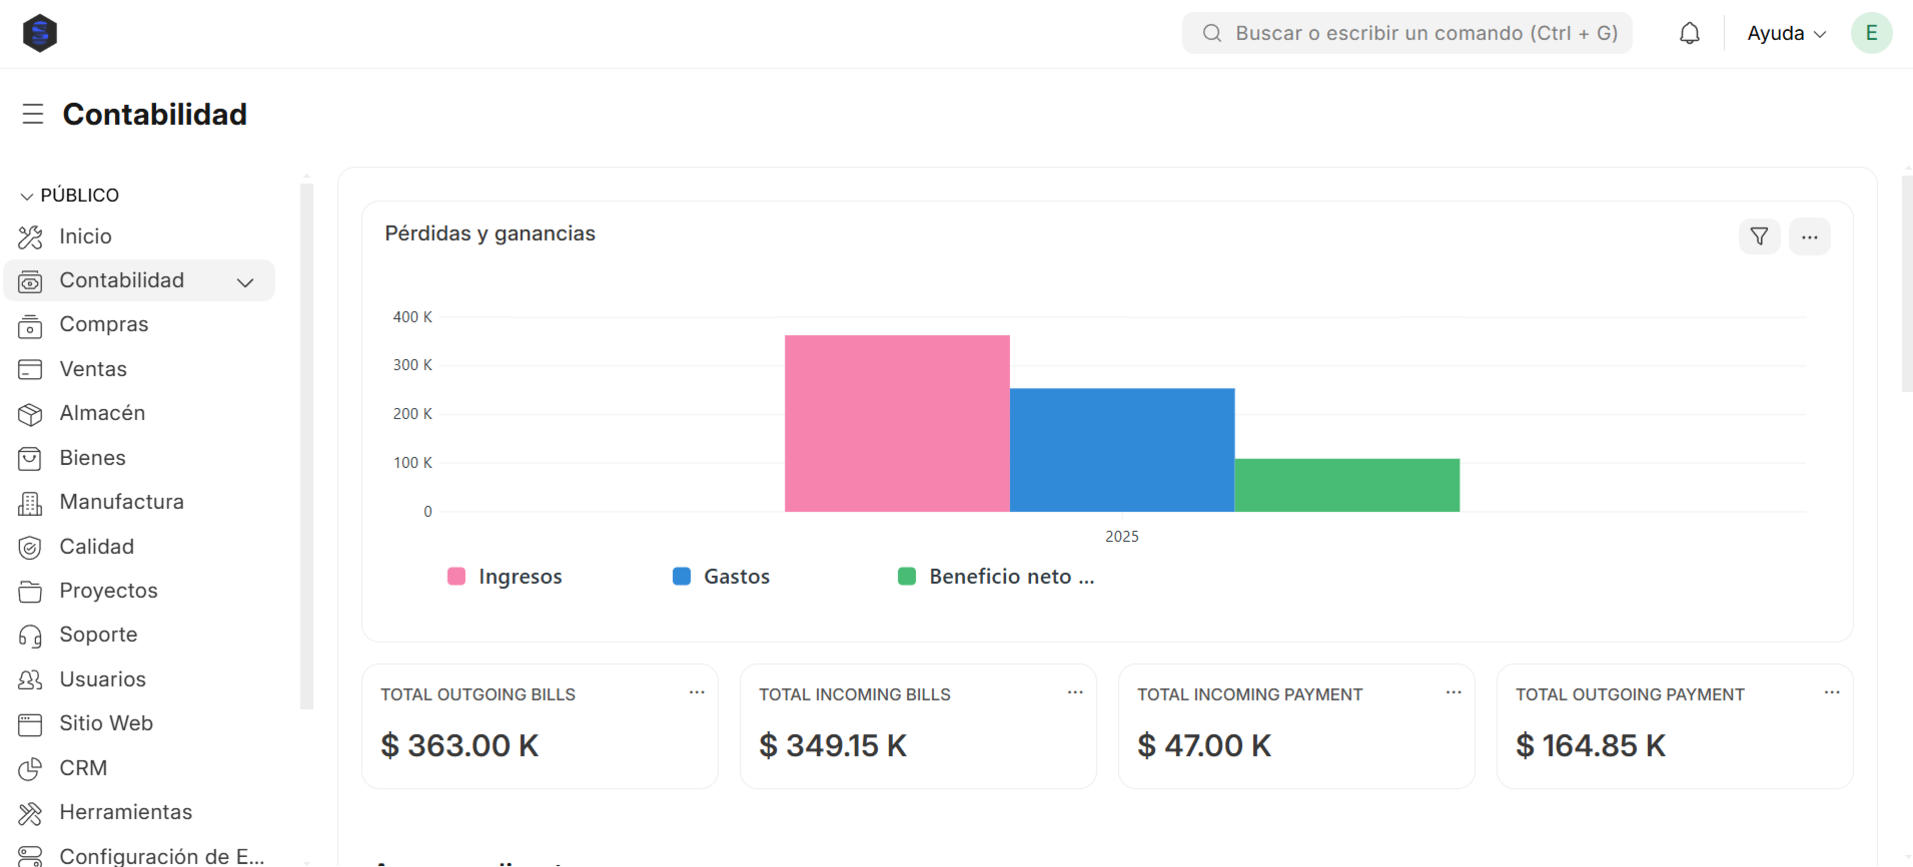 Buscar o escribir un comando (Ctrl + G)
Ayuda
E
Contabilidad
PÚBLICO
Inicio
Contabilidad
Compras
Ventas
Almacén
Bienes
Manufactura
Calidad
Proyectos
Soporte
Usuarios
Sitio Web
CRM
Herramientas
Configuración de E...
Pérdidas y ganancias
400 K
300 K
200 K
100 K
0
2025
Ingresos
Gastos
Beneficio neto ...
TOTAL OUTGOING BILLS
$ 363.00 K
TOTAL INCOMING BILLS
$ 349.15 K
TOTAL INCOMING PAYMENT
$ 47.00 K
TOTAL OUTGOING PAYMENT
$ 164.85 K